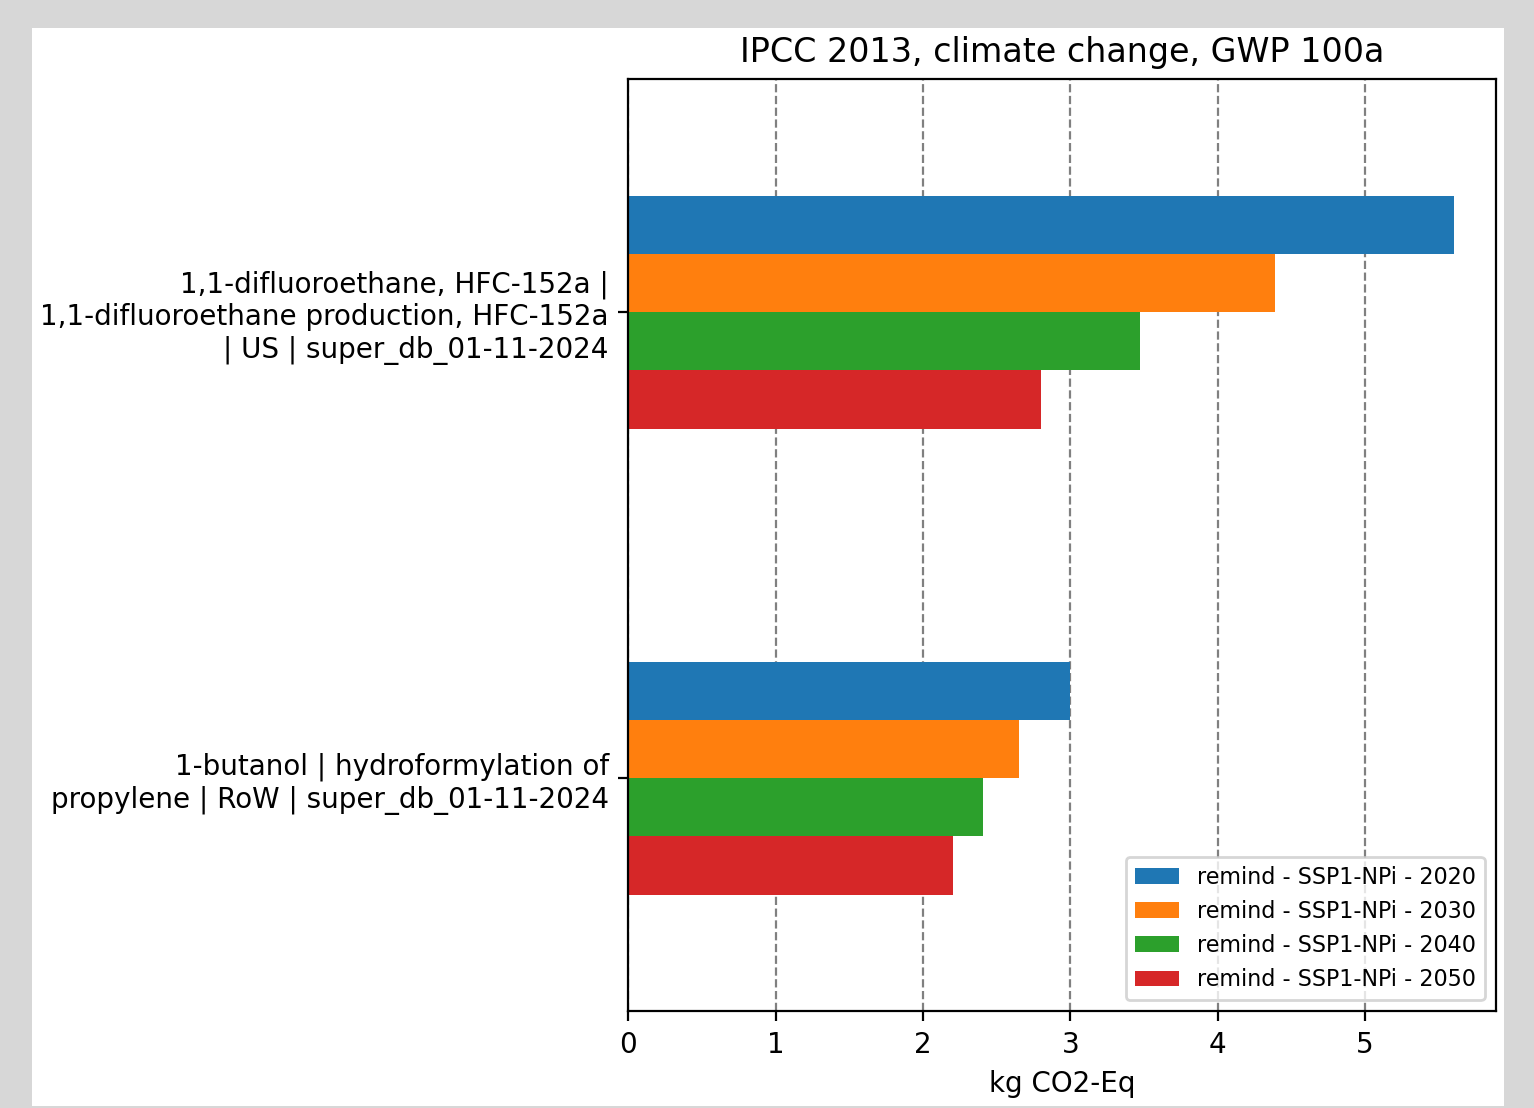 IPCC 2013, climate change, GWP 100a
1,1-difluoroethane, HFC-152a |
1,1-difluoroethane production, HFC-152a
| US | super_db_01-11-2024
1-butanol | hydroformylation of
propylene | RoW | super_db_01-11-2024
remind - SSP1-NPi - 2020
remind - SSP1-NPi - 2030
remind - SSP1-NPi - 2040
remind - SSP1-NPi - 2050
0 1 2 3 4 5
kg CO2-Eq